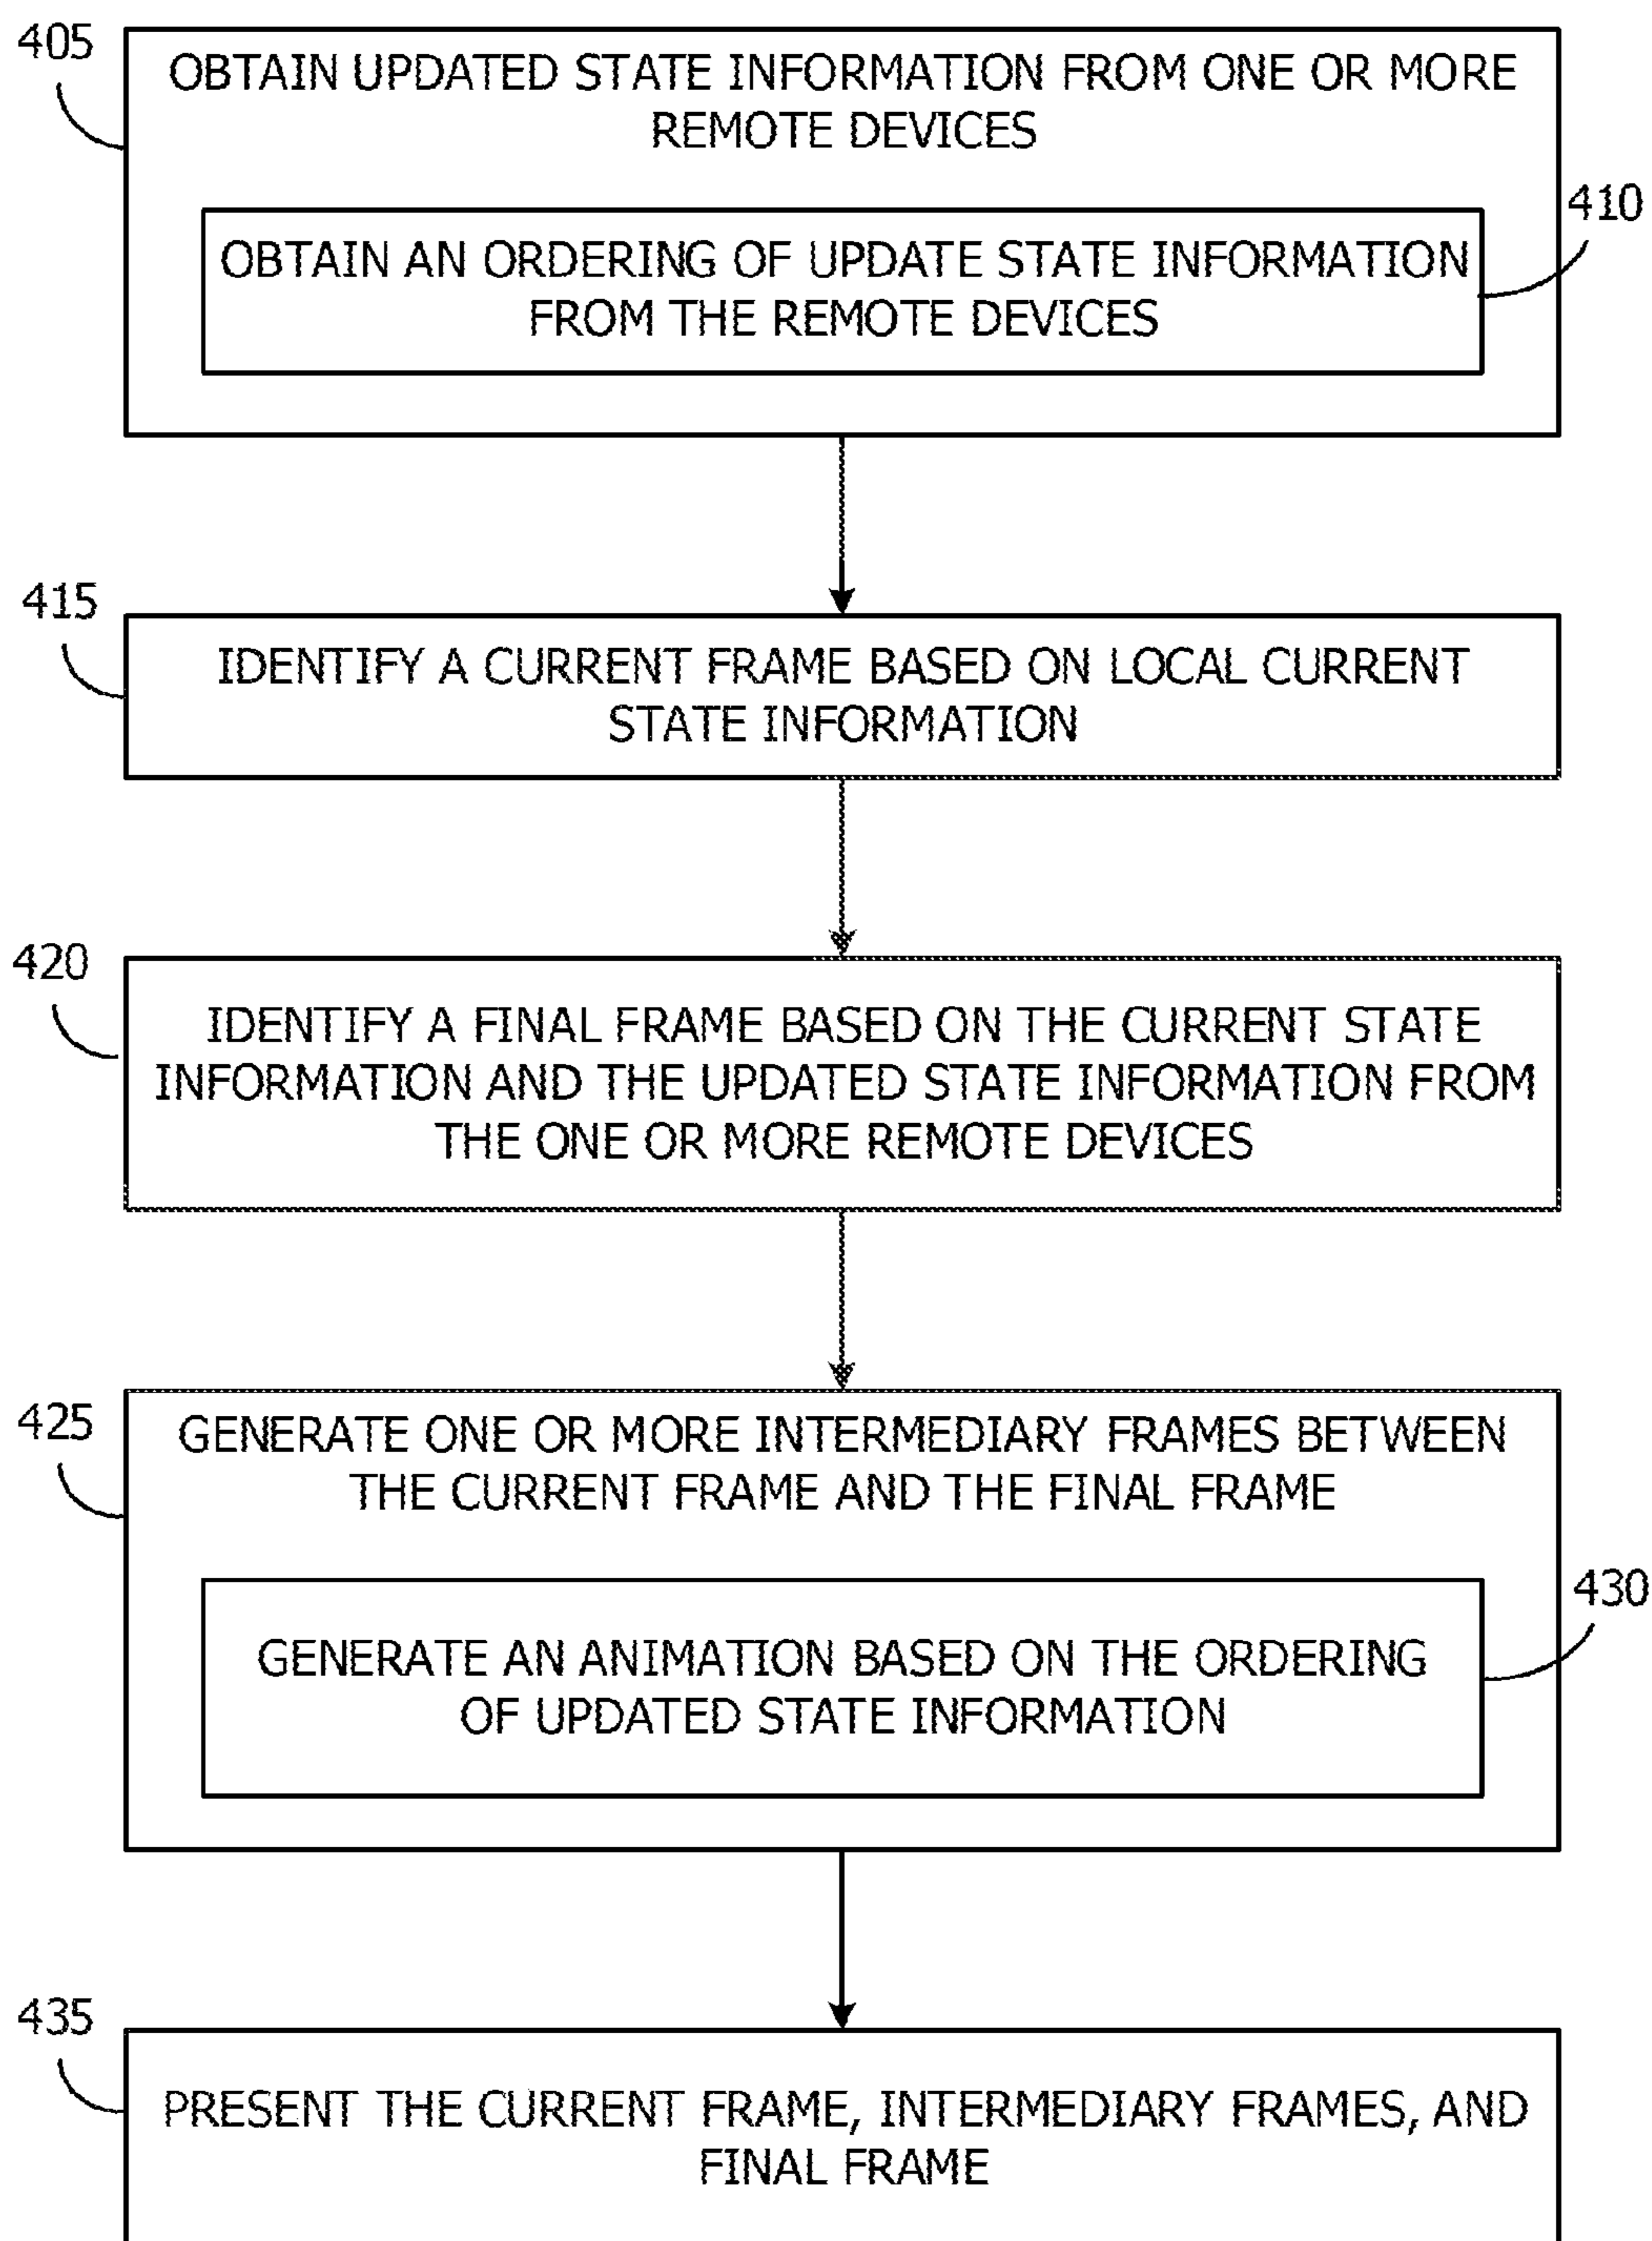 405
OBTAIN UPDATED STATE INFORMATION FROM ONE OR MORE
REMOTE DEVICES
410
OBTAIN AN ORDERING OF UPDATE STATE INFORMATION
FROM THE REMOTE DEVICES
415
IDENTIFY A CURRENT FRAME BASED ON LOCAL CURRENT
STATE INFORMATION
420
IDENTIFY A FINAL FRAME BASED ON THE CURRENT STATE
INFORMATION AND THE UPDATED STATE INFORMATION FROM
THE ONE OR MORE REMOTE DEVICES
425
GENERATE ONE OR MORE INTERMEDIARY FRAMES BETWEEN
THE CURRENT FRAME AND THE FINAL FRAME
430
GENERATE AN ANIMATION BASED ON THE ORDERING
OF UPDATED STATE INFORMATION
435
PRESENT THE CURRENT FRAME, INTERMEDIARY FRAMES, AND
FINAL FRAME